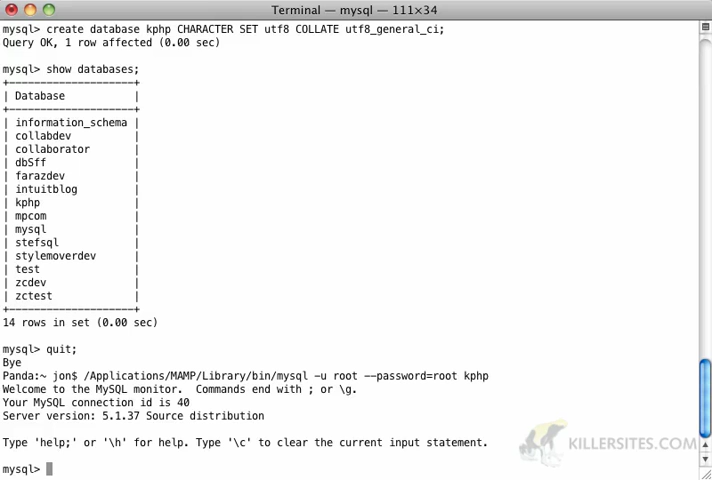 Terminal — mysql — 111×34
mysql> create database kphp CHARACTER SET utf8 COLLATE utf8_general_ci;
Query OK, 1 row affected (0.00 sec)
mysql> show databases;
+--------------------+
| Database           |
+--------------------+
| information_schema |
| collabdev          |
| collaborator       |
| dbSff              |
| farazdev           |
| intuitblog         |
| kphp               |
| mpcom              |
| mysql              |
| stefsql            |
| stylemoverdev      |
| test               |
| zcdev              |
| zctest             |
+--------------------+
14 rows in set (0.00 sec)
mysql> quit;
Bye
Panda:~ jon$ /Applications/MAMP/Library/bin/mysql -u root --password=root kphp
Welcome to the MySQL monitor.  Commands end with ; or \g.
Your MySQL connection id is 40
Server version: 5.1.37 Source distribution
Type 'help;' or '\h' for help. Type '\c' to clear the current input statement.
mysql>
KILLERSITES.COM